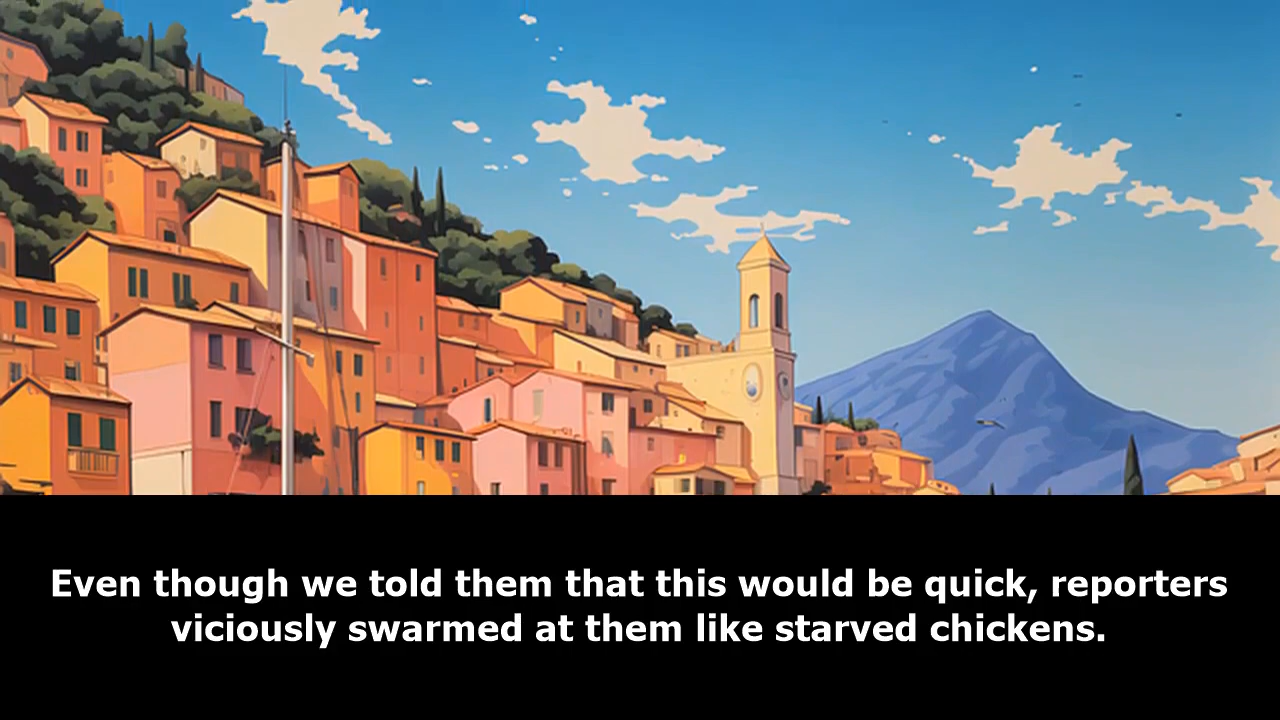 Even though we told them that this would be quick, reporters
viciously swarmed at them like starved chickens.